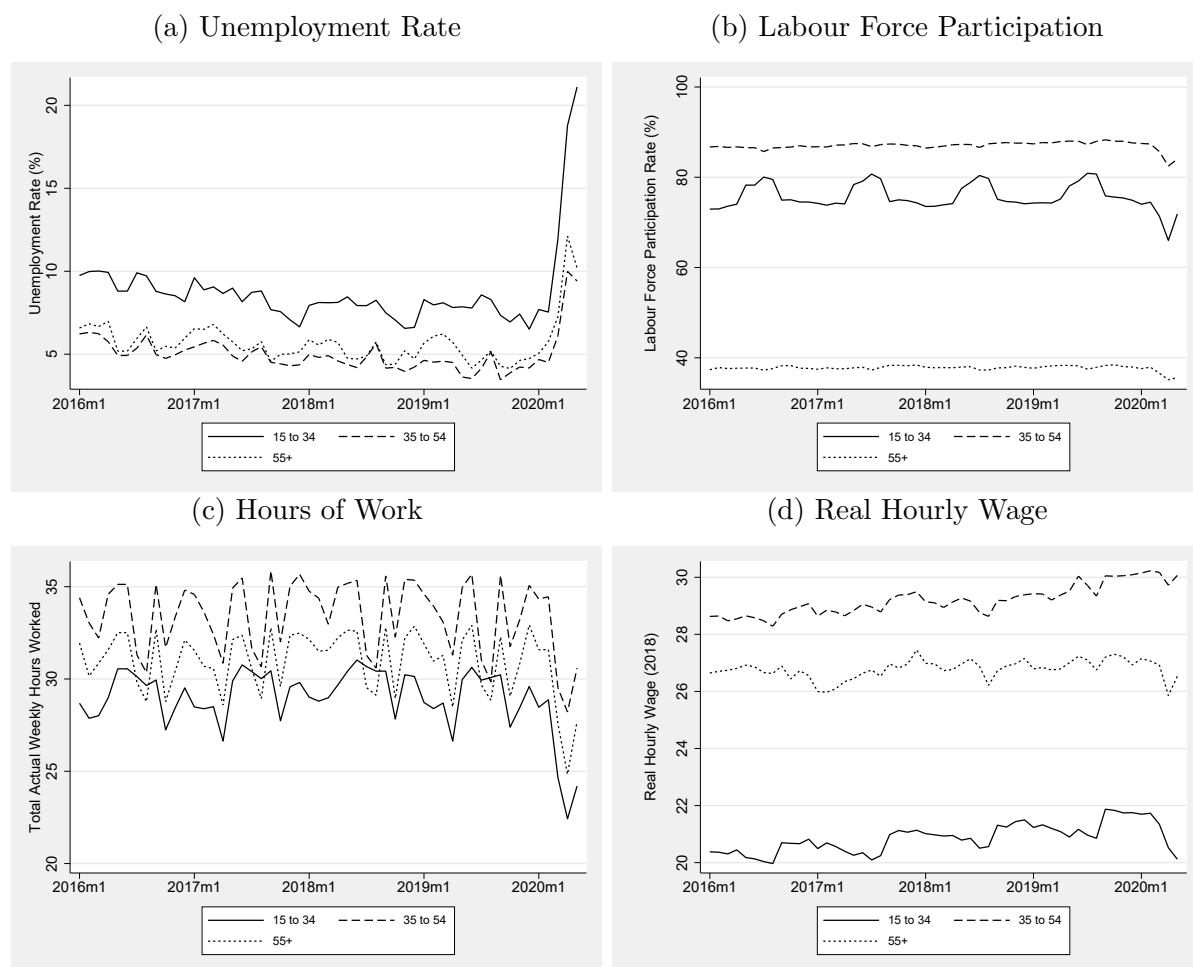 (a) Unemployment Rate
Unemployment Rate (%)
20
15
10
5
2016m1 2017m1 2018m1 2019m1 2020m1
15 to 34 35 to 54
55+
(b) Labour Force Participation
Labour Force Participation Rate (%)
100
80
60
40
2016m1 2017m1 2018m1 2019m1 2020m1
15 to 34 35 to 54
55+
(c) Hours of Work
Total Actual Weekly Hours Worked
35
30
25
20
2016m1 2017m1 2018m1 2019m1 2020m1
15 to 34 35 to 54
55+
(d) Real Hourly Wage
Real Hourly Wage (2018)
30
28
26
24
22
20
2016m1 2017m1 2018m1 2019m1 2020m1
15 to 34 35 to 54
55+